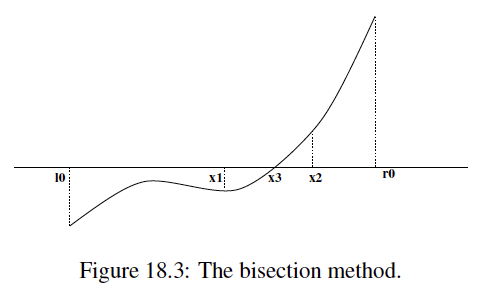 l0 x1 x3 x2 r0
Figure 18.3: The bisection method.